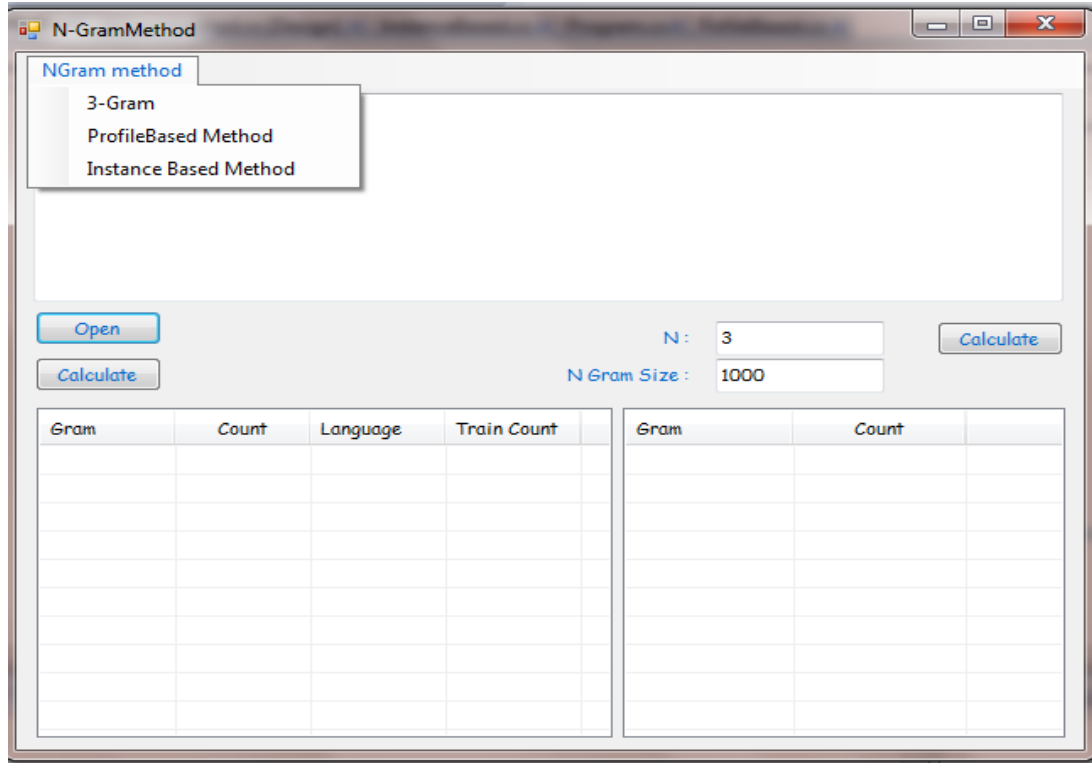 N-GramMethod
NGram method
3-Gram
ProfileBased Method
Instance Based Method
Open
N : 3
Calculate
Calculate
N Gram Size : 1000
Gram Count Language Train Count
Gram Count